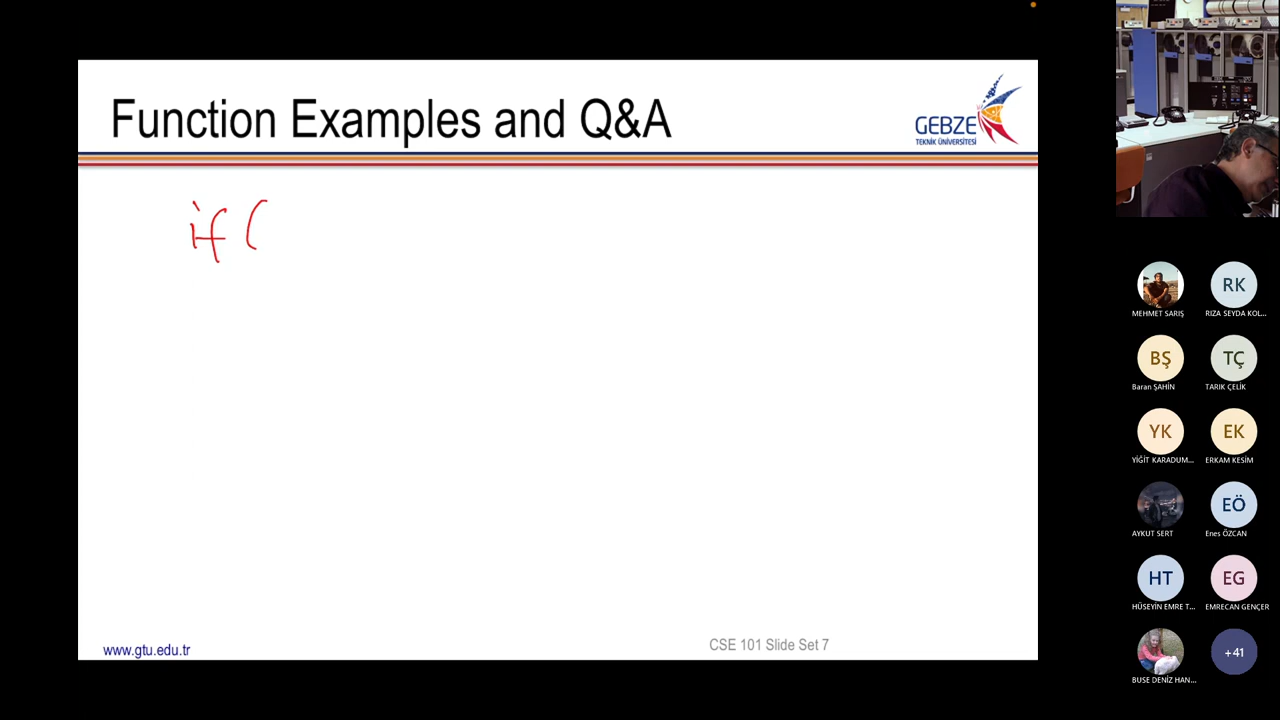 Function Examples and Q&A
GEBZE
TEKNİK ÜNİVERSİTESİ
if (
www.gtu.edu.tr
CSE 101 Slide Set 7
MEHMET SARIŞ
RK
RIZA SEYDA KOL...
BŞ
Baran ŞAHİN
TÇ
TARIK ÇELİK
YK
YİĞİT KARADUM...
EK
ERKAM KESİM
AYKUT SERT
EÖ
Enes ÖZCAN
HT
HÜSEYİN EMRE T...
EG
EMRECAN GENÇER
BUSE DENİZ HAN...
+41